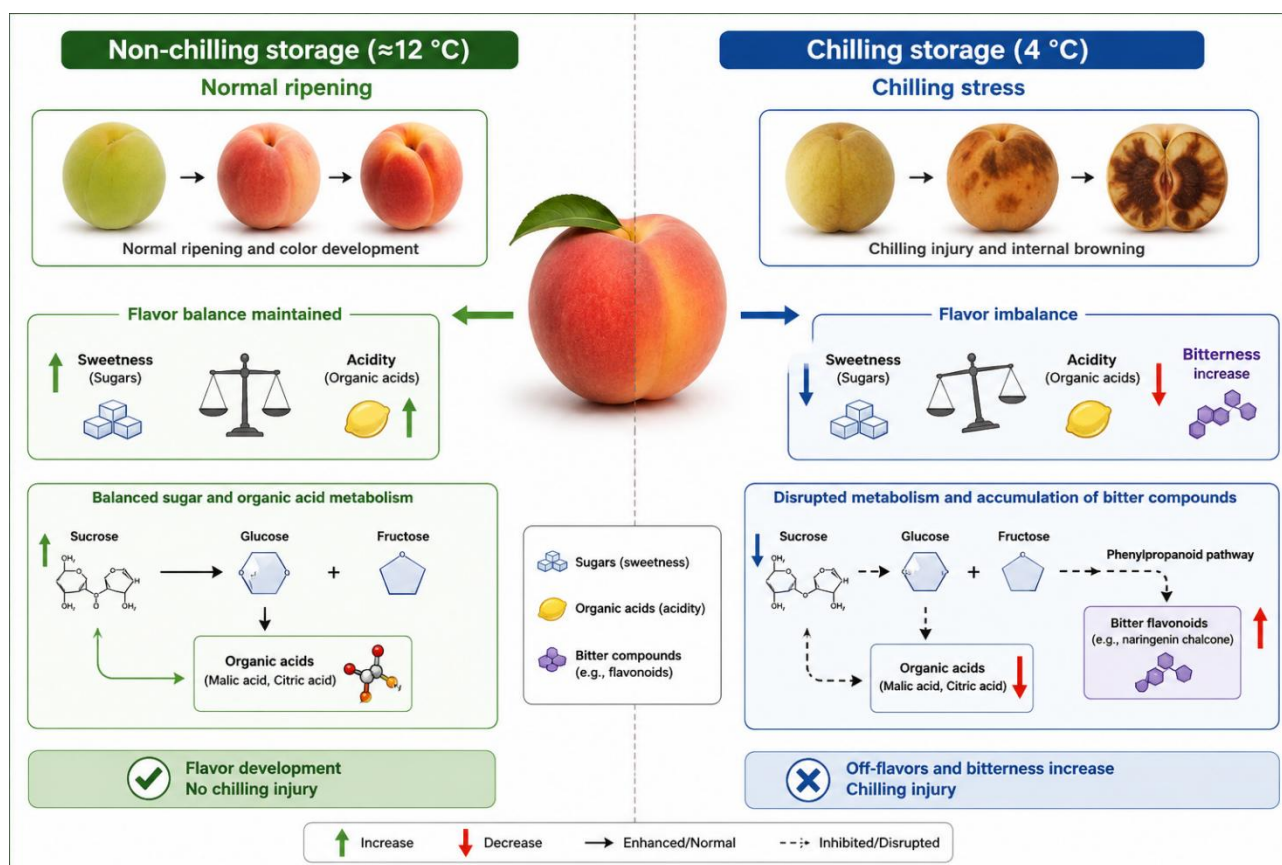 Non-chilling storage (≈12 °C)
Normal ripening
Normal ripening and color development
Flavor balance maintained
Sweetness
(Sugars)
Acidity
(Organic acids)
Balanced sugar and organic acid metabolism
Sucrose
Glucose
Fructose
Organic acids
(Malic acid, Citric acid)
Flavor development
No chilling injury
Chilling storage (4 °C)
Chilling stress
Chilling injury and internal browning
Flavor imbalance
Sweetness
(Sugars)
Acidity
(Organic acids)
Bitterness
increase
Disrupted metabolism and accumulation of bitter compounds
Sucrose
Glucose
Fructose
Phenylpropanoid pathway
Bitter flavonoids
(e.g., naringenin chalcone)
Organic acids
(Malic acid, Citric acid)
Off-flavors and bitterness increase
Chilling injury
Sugars (sweetness)
Organic acids (acidity)
Bitter compounds
(e.g., flavonoids)
Increase
Decrease
Enhanced/Normal
Inhibited/Disrupted